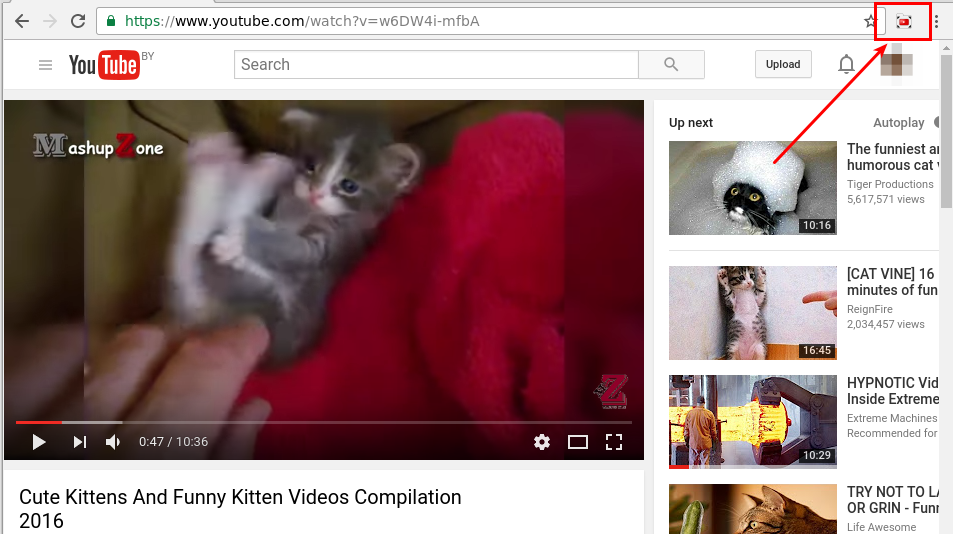 https://www.youtube.com/watch?v=w6DW4i-mfbA
YouTube BY
Search
Upload
MashupZone
Z
0:47 / 10:36
Cute Kittens And Funny Kitten Videos Compilation
2016
Up next
Autoplay
The funniest an
humorous cat v
Tiger Productions
5,617,571 views
10:16
[CAT VINE] 16
minutes of fun
ReignFire
2,034,457 views
16:45
HYPNOTIC Vid
Inside Extreme
Extreme Machines
Recommended for
10:29
TRY NOT TO LA
OR GRIN - Funn
Life Awesome